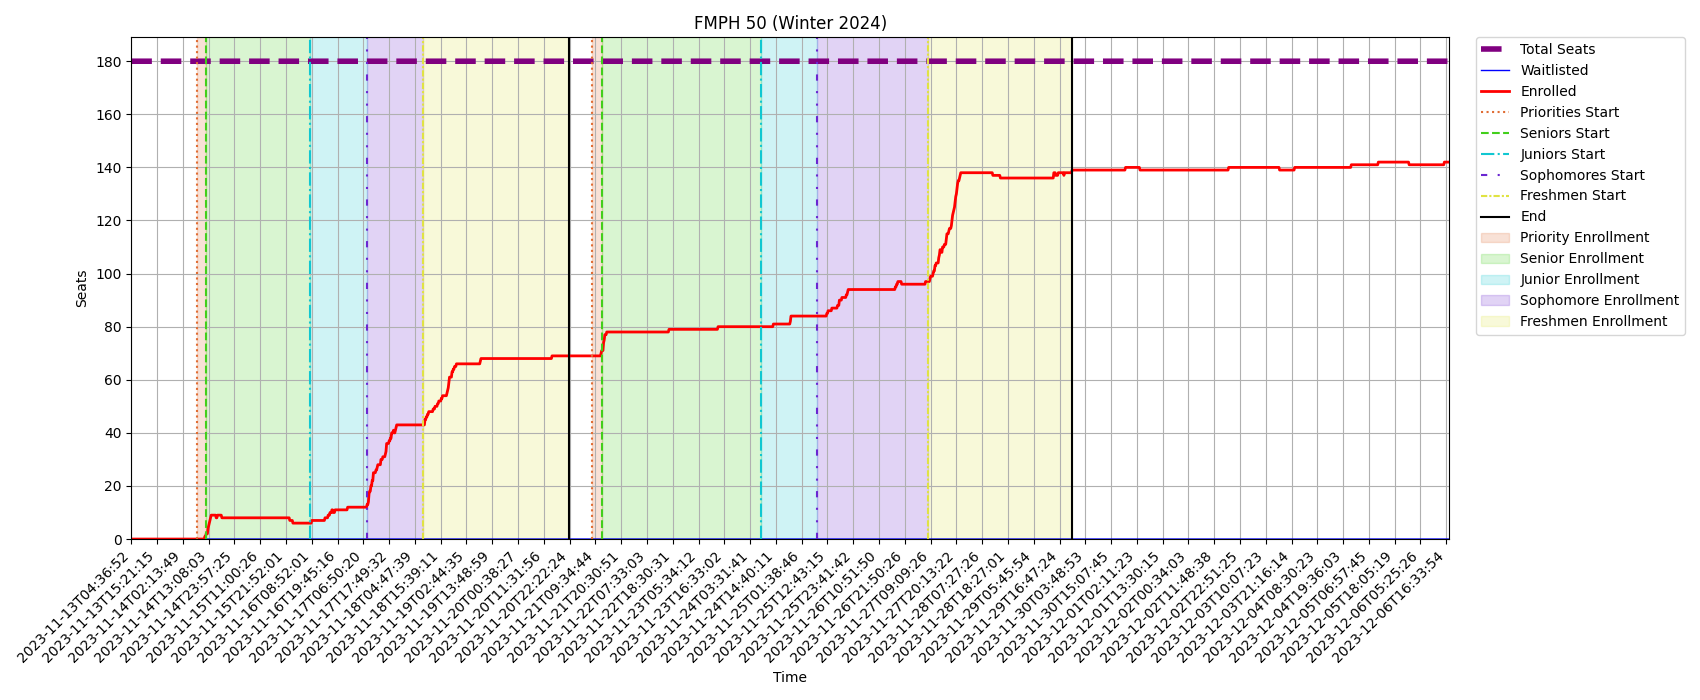 FMPH 50 (Winter 2024)
Seats
180
160
140
120
100
80
60
40
20
0
2023-11-13T04:36:52
2023-11-13T15:21:15
2023-11-14T02:13:49
2023-11-14T13:08:03
2023-11-14T23:57:25
2023-11-15T11:00:26
2023-11-15T21:52:01
2023-11-16T08:52:01
2023-11-16T19:45:16
2023-11-17T06:50:20
2023-11-17T17:49:32
2023-11-18T04:47:39
2023-11-18T15:39:11
2023-11-19T02:44:35
2023-11-19T13:48:59
2023-11-20T00:38:27
2023-11-20T11:31:56
2023-11-20T22:22:24
2023-11-21T09:34:44
2023-11-21T20:30:51
2023-11-22T07:33:03
2023-11-22T18:30:31
2023-11-23T05:34:12
2023-11-23T16:33:02
2023-11-24T03:31:41
2023-11-24T14:40:11
2023-11-25T01:38:46
2023-11-25T12:43:15
2023-11-25T23:41:42
2023-11-26T10:51:50
2023-11-26T21:50:26
2023-11-27T09:09:26
2023-11-27T20:13:22
2023-11-28T07:27:26
2023-11-28T18:27:01
2023-11-29T05:45:54
2023-11-29T16:47:24
2023-11-30T03:48:53
2023-11-30T15:07:45
2023-12-01T02:11:23
2023-12-01T13:30:15
2023-12-02T00:34:03
2023-12-02T11:48:38
2023-12-02T22:51:25
2023-12-03T10:07:23
2023-12-03T21:16:14
2023-12-04T08:30:23
2023-12-04T19:36:03
2023-12-05T06:57:45
2023-12-05T18:05:19
2023-12-06T05:25:26
2023-12-06T16:33:54
Time
Total Seats
Waitlisted
Enrolled
Priorities Start
Seniors Start
Juniors Start
Sophomores Start
Freshmen Start
End
Priority Enrollment
Senior Enrollment
Junior Enrollment
Sophomore Enrollment
Freshmen Enrollment